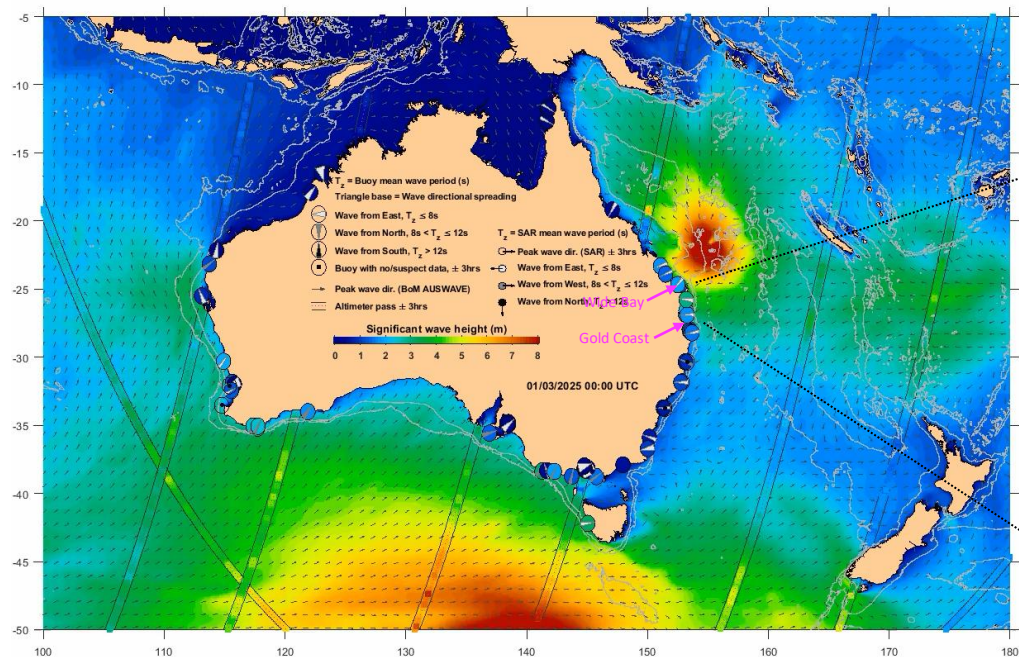 -5
-10
-15
-20
-25
-30
-35
-40
-45
-50
100
110
120
130
140
150
160
170
180
T_z = Buoy mean wave period (s)
Triangle base = Wave directional spreading
Wave from East, T_z ≤ 8s
Wave from North, 8s < T_z ≤ 12s
Wave from South, T_z > 12s
Buoy with no/suspect data, ± 3hrs
Peak wave dir. (BoM AUSWAVE)
Altimeter pass ± 3hrs
T_z = SAR mean wave period (s)
Peak wave dir. (SAR) ± 3hrs
Wave from East, T_z ≤ 8s
Wave from West, 8s < T_z ≤ 12s
Wave from North, T_z > 12s
Significant wave height (m)
0 1 2 3 4 5 6 7 8
Wide Bay
Gold Coast
01/03/2025 00:00 UTC